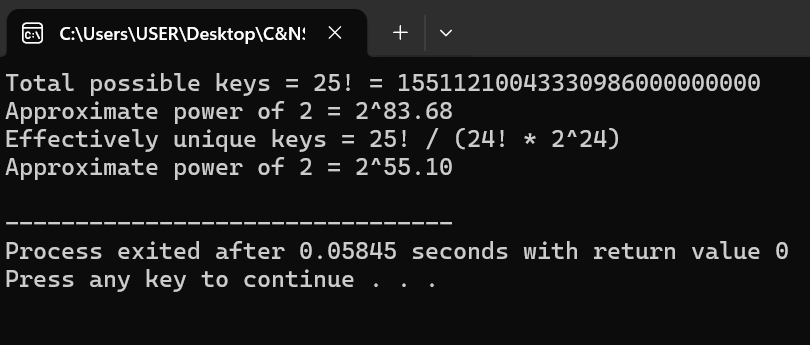 C:\Users\USER\Desktop\C&N
Total possible keys = 25! = 15511210043330986000000000
Approximate power of 2 = 2^83.68
Effectively unique keys = 25! / (24! * 2^24)
Approximate power of 2 = 2^55.10
--------------------------------
Process exited after 0.05845 seconds with return value 0
Press any key to continue . . .